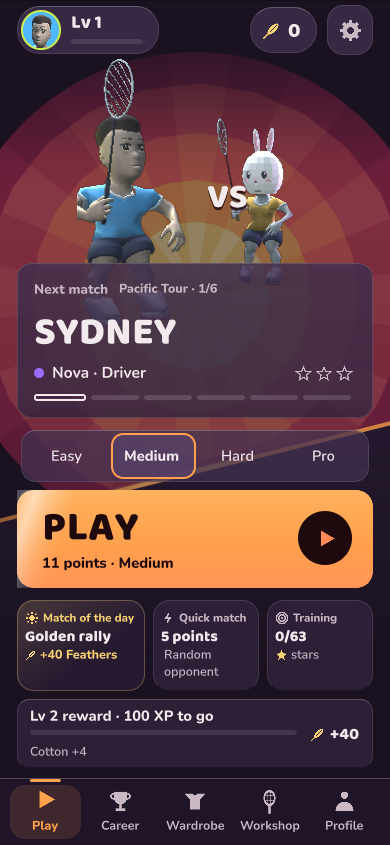 Lv 1
0
VS
Next match Pacific Tour · 1/6
SYDNEY
Nova · Driver
Easy Medium Hard Pro
PLAY
11 points · Medium
Match of the day
Golden rally
+40 Feathers
Quick match
5 points
Random
opponent
Training
0/63
stars
Lv 2 reward · 100 XP to go
+40
Cotton +4
Play Career Wardrobe Workshop Profile